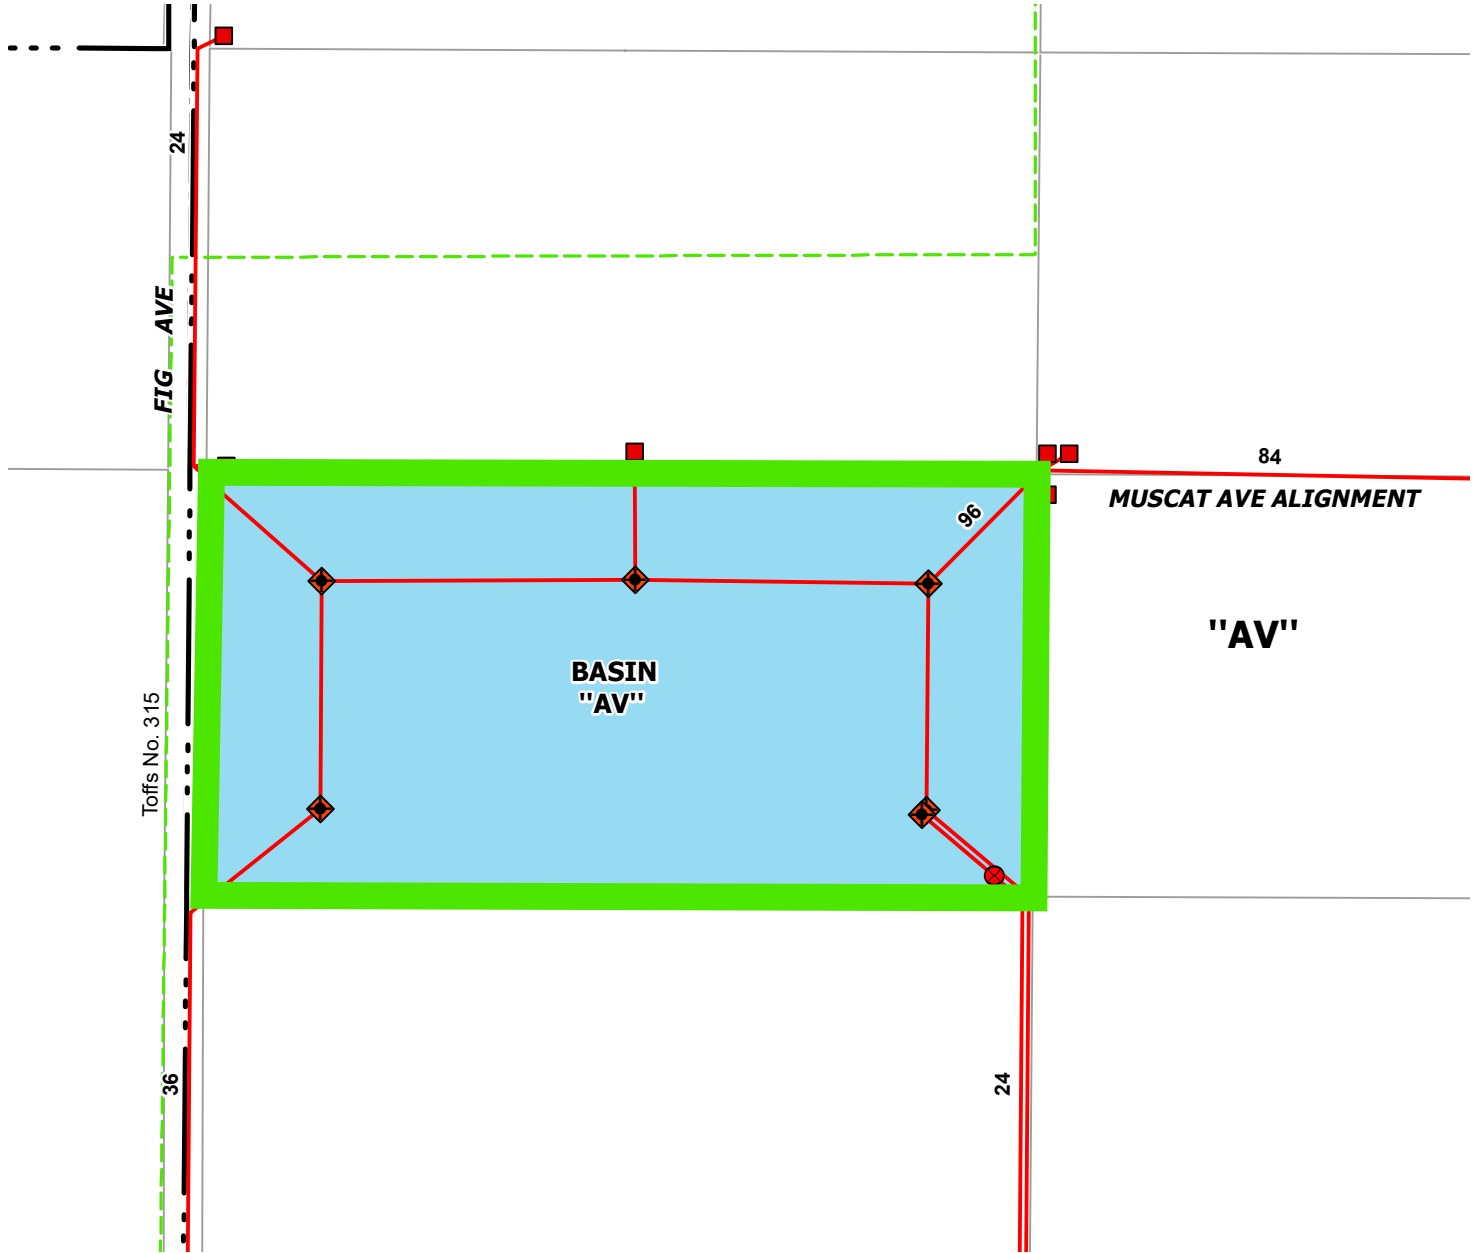 24
FIG AVE
84
MUSCAT AVE ALIGNMENT
96
"AV"
BASIN
"AV"
Toffs No. 315
36
24